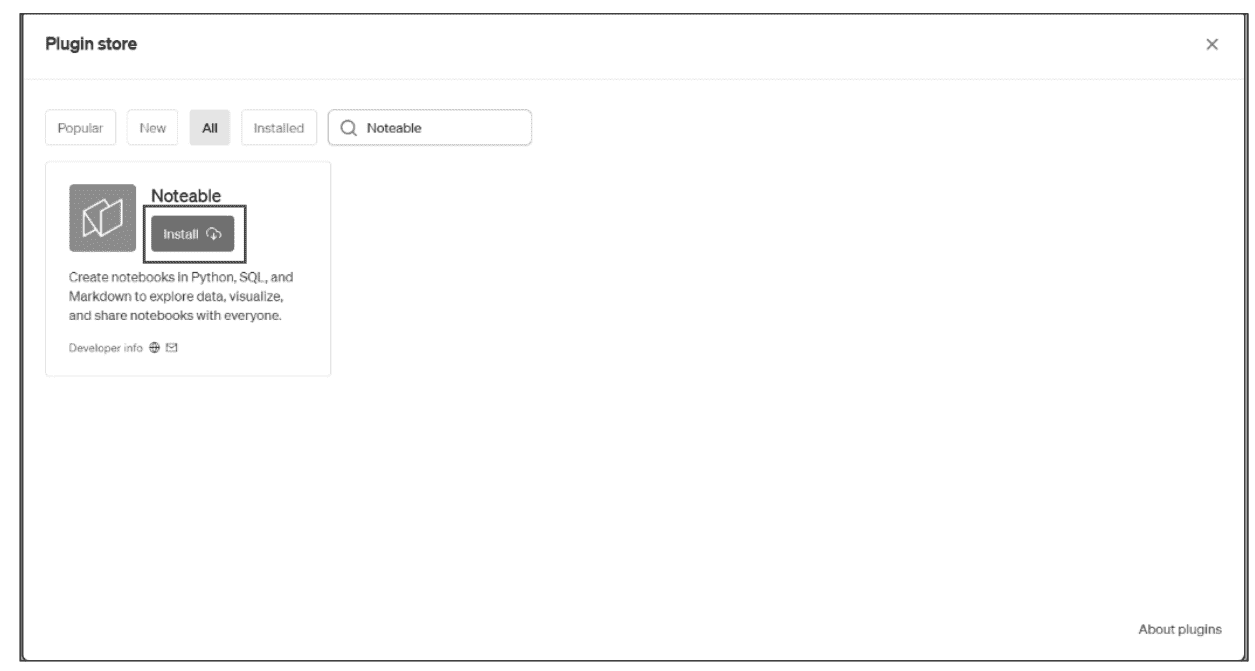 Plugin store
Popular New All Installed Noteable
Noteable
Install
Create notebooks in Python, SQL, and
Markdown to explore data, visualize,
and share notebooks with everyone.
Developer info
About plugins